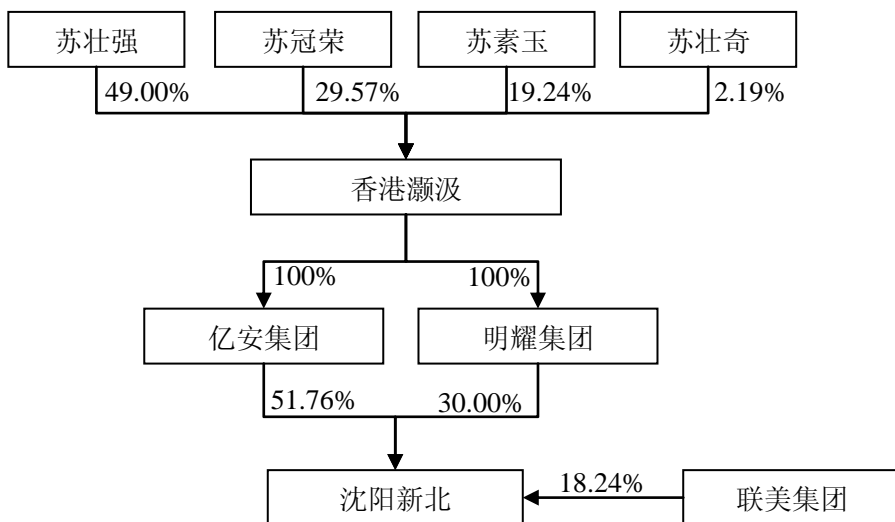 苏壮强 苏冠荣 苏素玉 苏壮奇
49.00% 29.57% 19.24% 2.19%
香港灏汲
100% 100%
亿安集团 明耀集团
51.76% 30.00%
沈阳新北 18.24% 联美集团